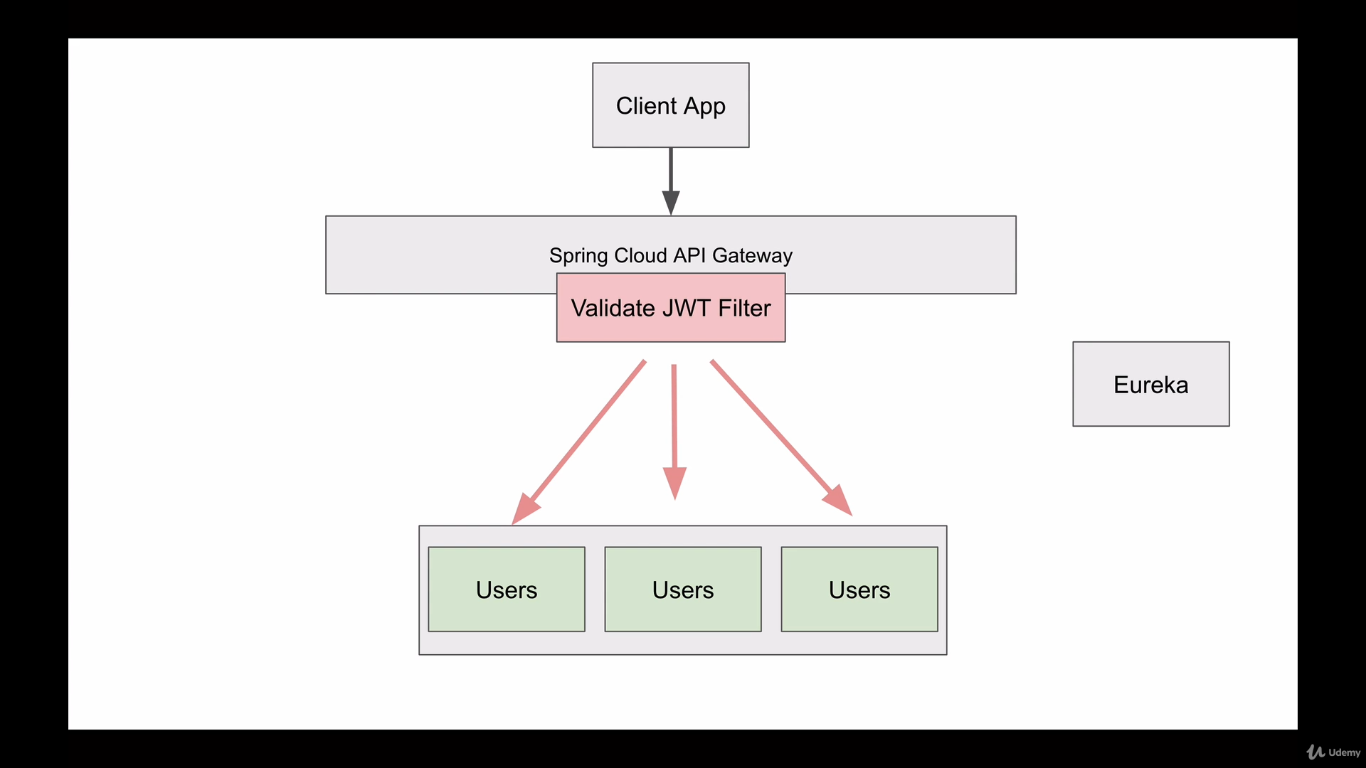 Client App
Spring Cloud API Gateway
Validate JWT Filter
Eureka
Users
Users
Users
Udemy